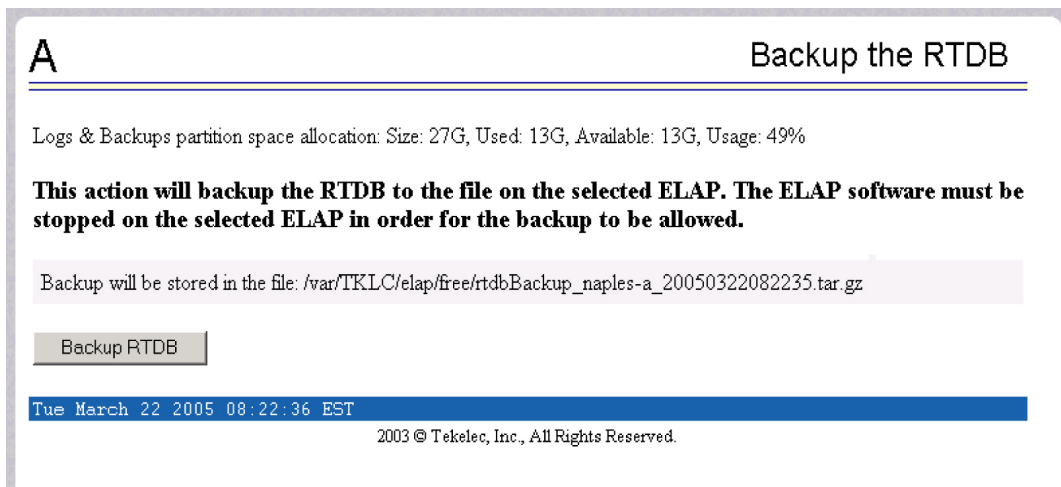 A
Backup the RTDB
Logs & Backups partition space allocation: Size: 27G, Used: 13G, Available: 13G, Usage: 49%
This action will backup the RTDB to the file on the selected ELAP. The ELAP software must be
stopped on the selected ELAP in order for the backup to be allowed.
Backup will be stored in the file: /var/TKLC/elap/free/rtdbBackup_naples-a_20050322082235.tar.gz
Backup RTDB
Tue March 22 2005 08:22:36 EST
2003 © Tekelec, Inc., All Rights Reserved.